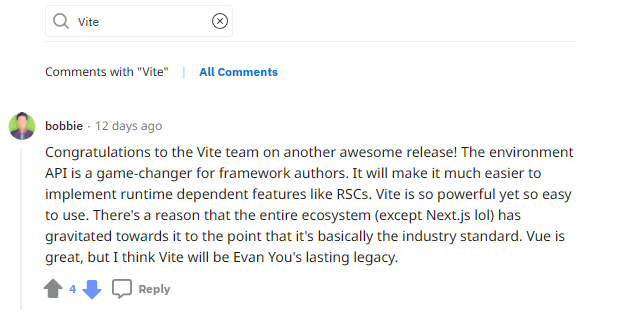 Vite
Comments with "Vite" | All Comments
bobbie · 12 days ago
Congratulations to the Vite team on another awesome release! The environment
API is a game-changer for framework authors. It will make it much easier to
implement runtime dependent features like RSCs. Vite is so powerful yet so easy
to use. There's a reason that the entire ecosystem (except Next.js lol) has
gravitated towards it to the point that it's basically the industry standard. Vue is
great, but I think Vite will be Evan You's lasting legacy.
4 Reply